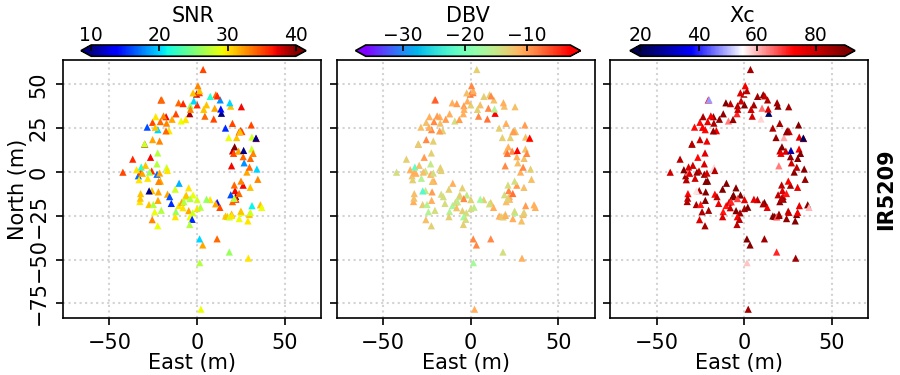 SNR DBV Xc
10 20 30 40 −30 −20 −10 20 40 60 80
50
25
0
−25
−50
−75
North (m)
IR5209
−50 0 50 −50 0 50 −50 0 50
East (m) East (m) East (m)